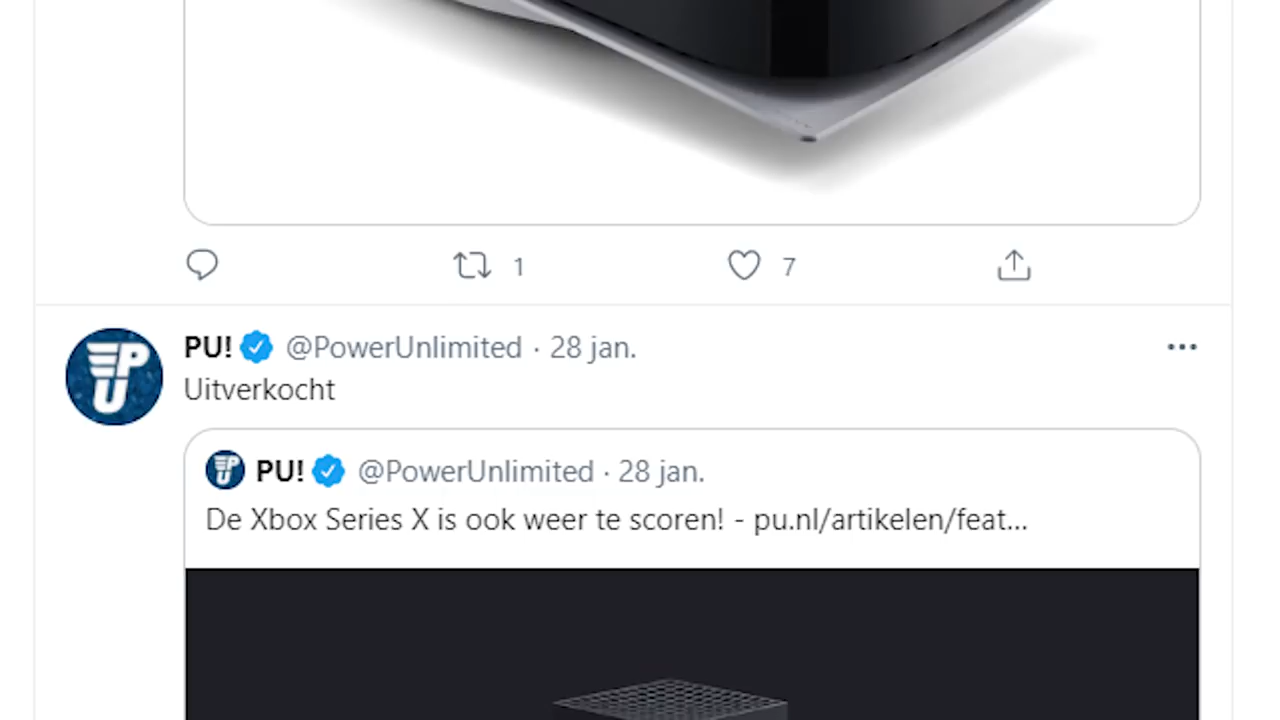 1 7
PU! @PowerUnlimited · 28 jan.
Uitverkocht
PU! @PowerUnlimited · 28 jan.
De Xbox Series X is ook weer te scoren! - pu.nl/artikelen/feat...